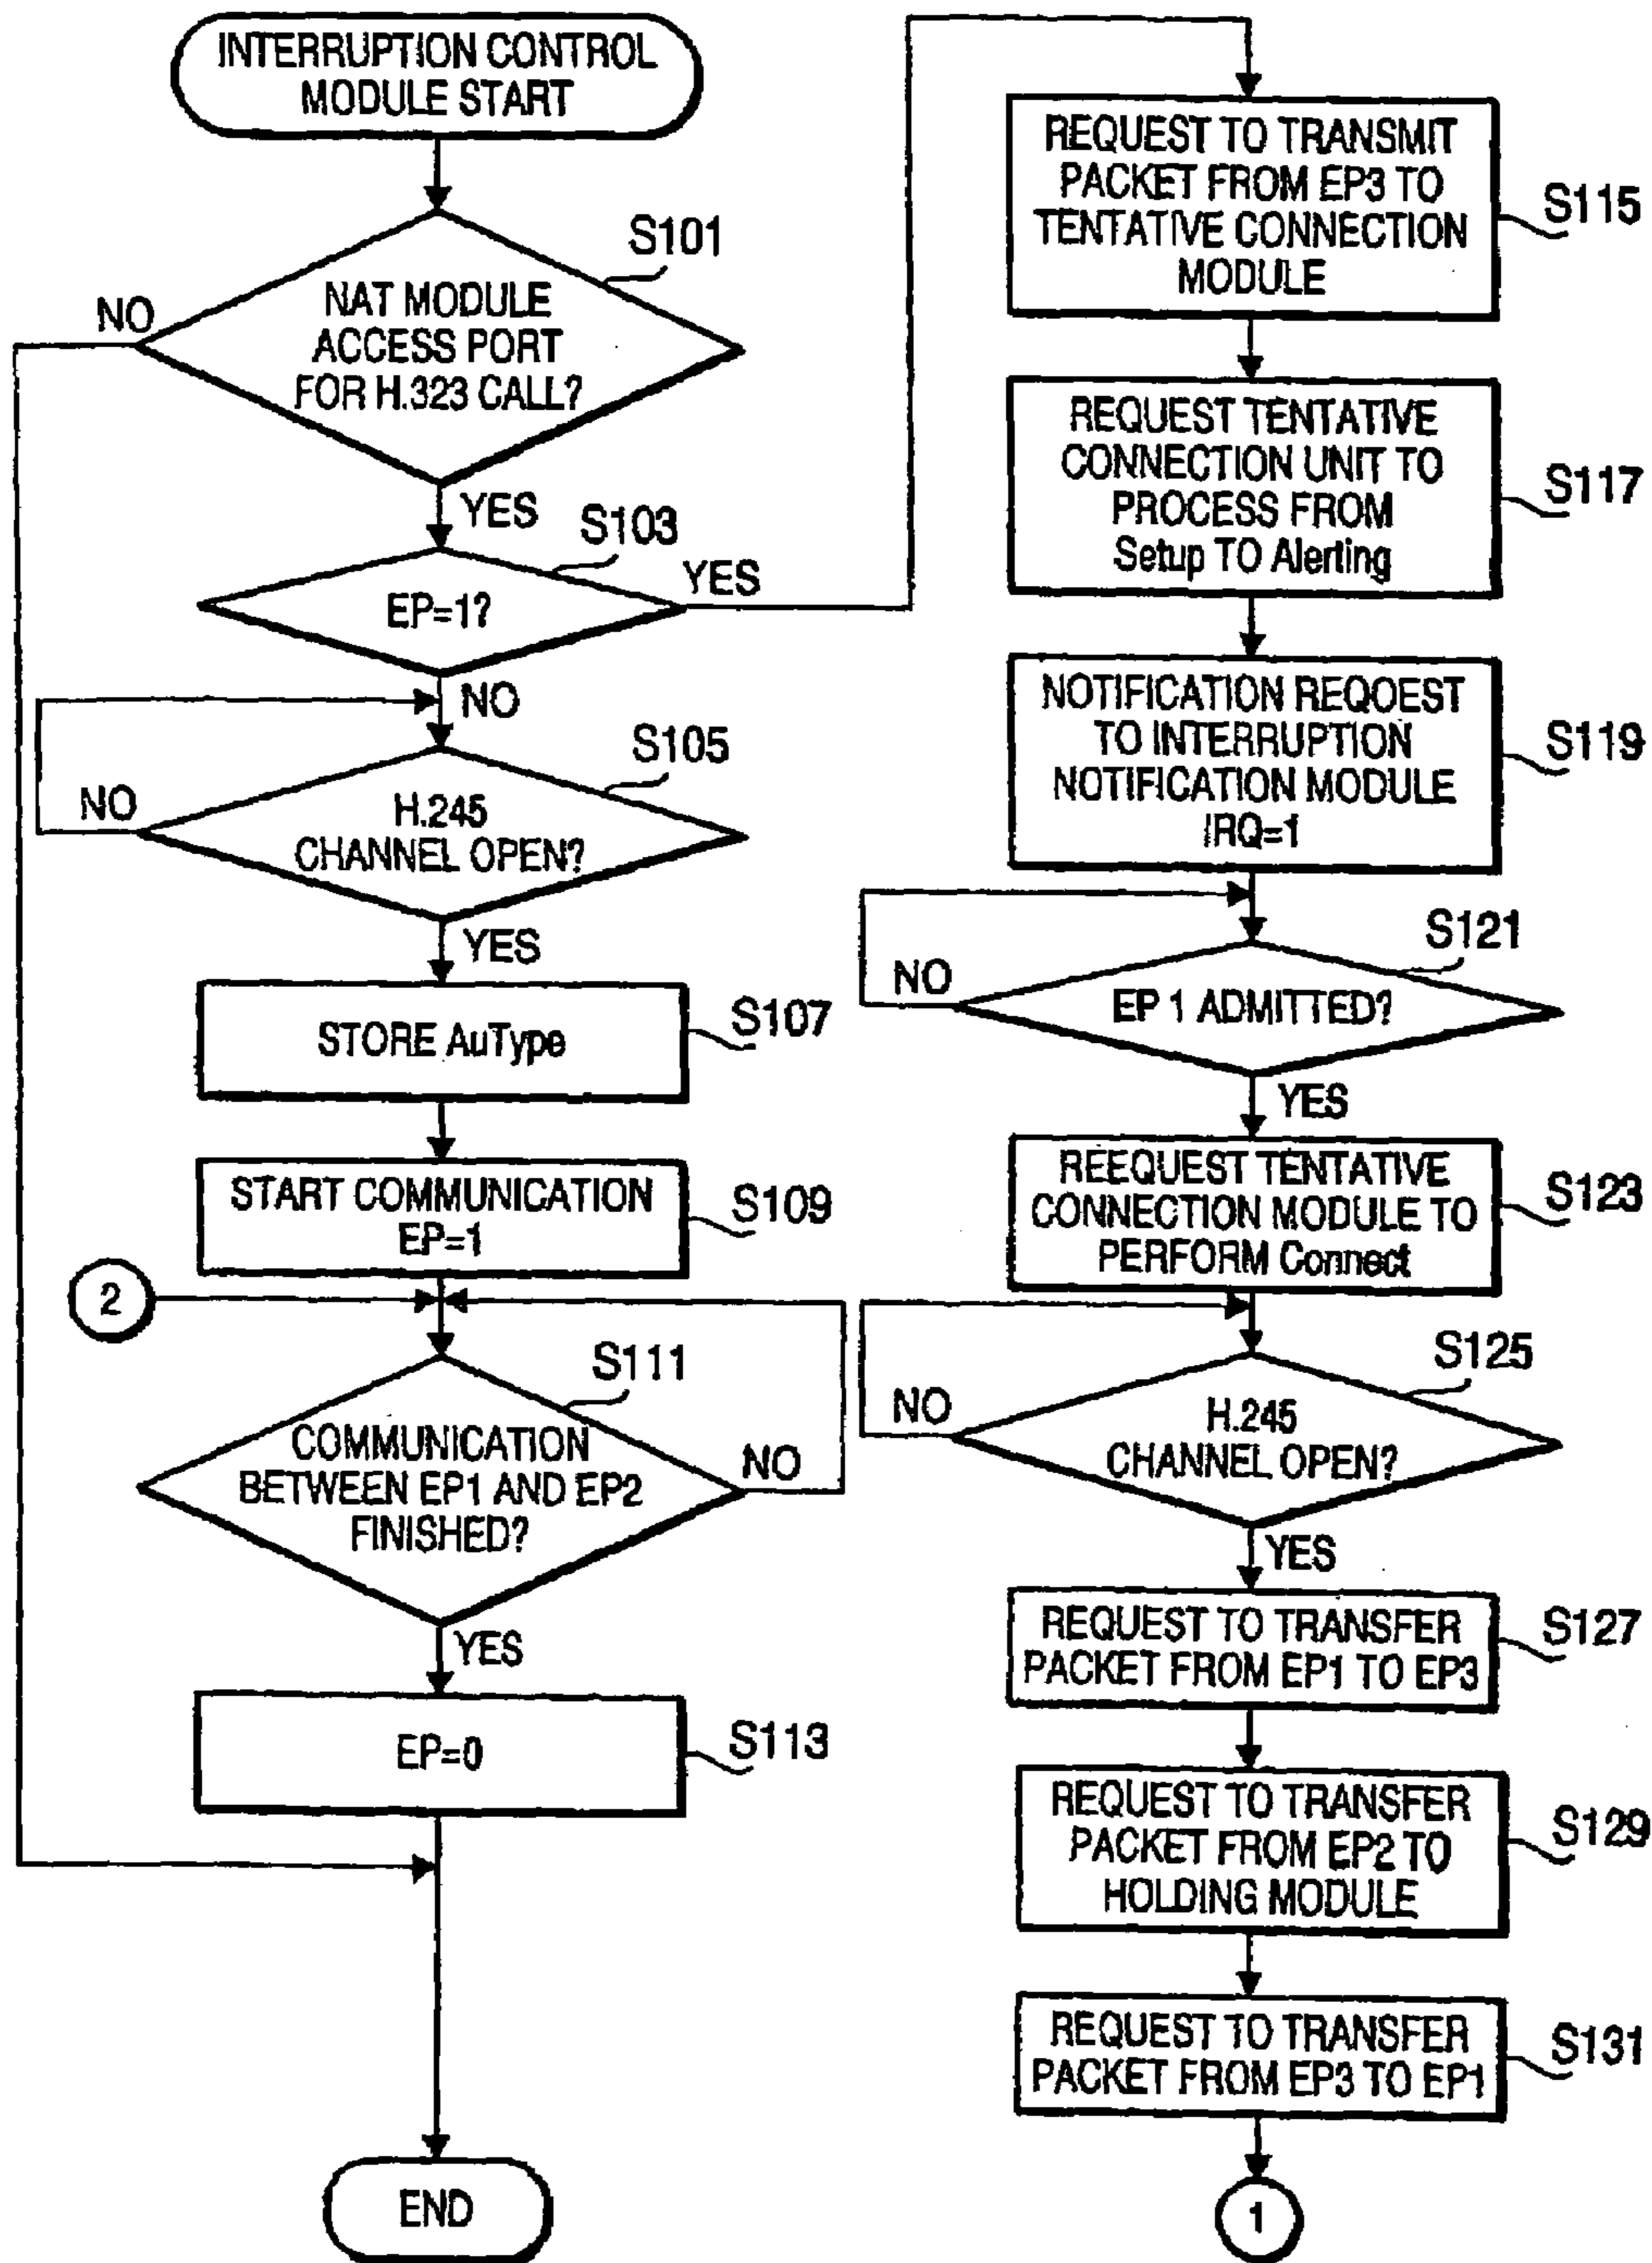 INTERRUPTION CONTROL
MODULE START
S101
NAT MODULE
ACCESS PORT
FOR H.323 CALL?
NO
YES
S103
EP=1?
YES
NO
S105
H.245
CHANNEL OPEN?
NO
YES
STORE AuType
S107
START COMMUNICATION
EP=1
S109
2
S111
COMMUNICATION
BETWEEN EP1 AND EP2
FINISHED?
NO
YES
EP=0
S113
END
REQUEST TO TRANSMIT
PACKET FROM EP3 TO
TENTATIVE CONNECTION
MODULE
S115
REQUEST TENTATIVE
CONNECTION UNIT TO
PROCESS FROM
Setup TO Alerting
S117
NOTIFICATION REQOEST
TO INTERRUPTION
NOTIFICATION MODULE
IRQ=1
S119
S121
EP 1 ADMITTED?
NO
YES
REEQUEST TENTATIVE
CONNECTION MODULE TO
PERFORM Connect
S123
S125
H.245
CHANNEL OPEN?
NO
YES
REQUEST TO TRANSFER
PACKET FROM EP1 TO EP3
S127
REQUEST TO TRANSFER
PACKET FROM EP2 TO
HOLDING MODULE
S129
REQUEST TO TRANSFER
PACKET FROM EP3 TO EP1
S131
1